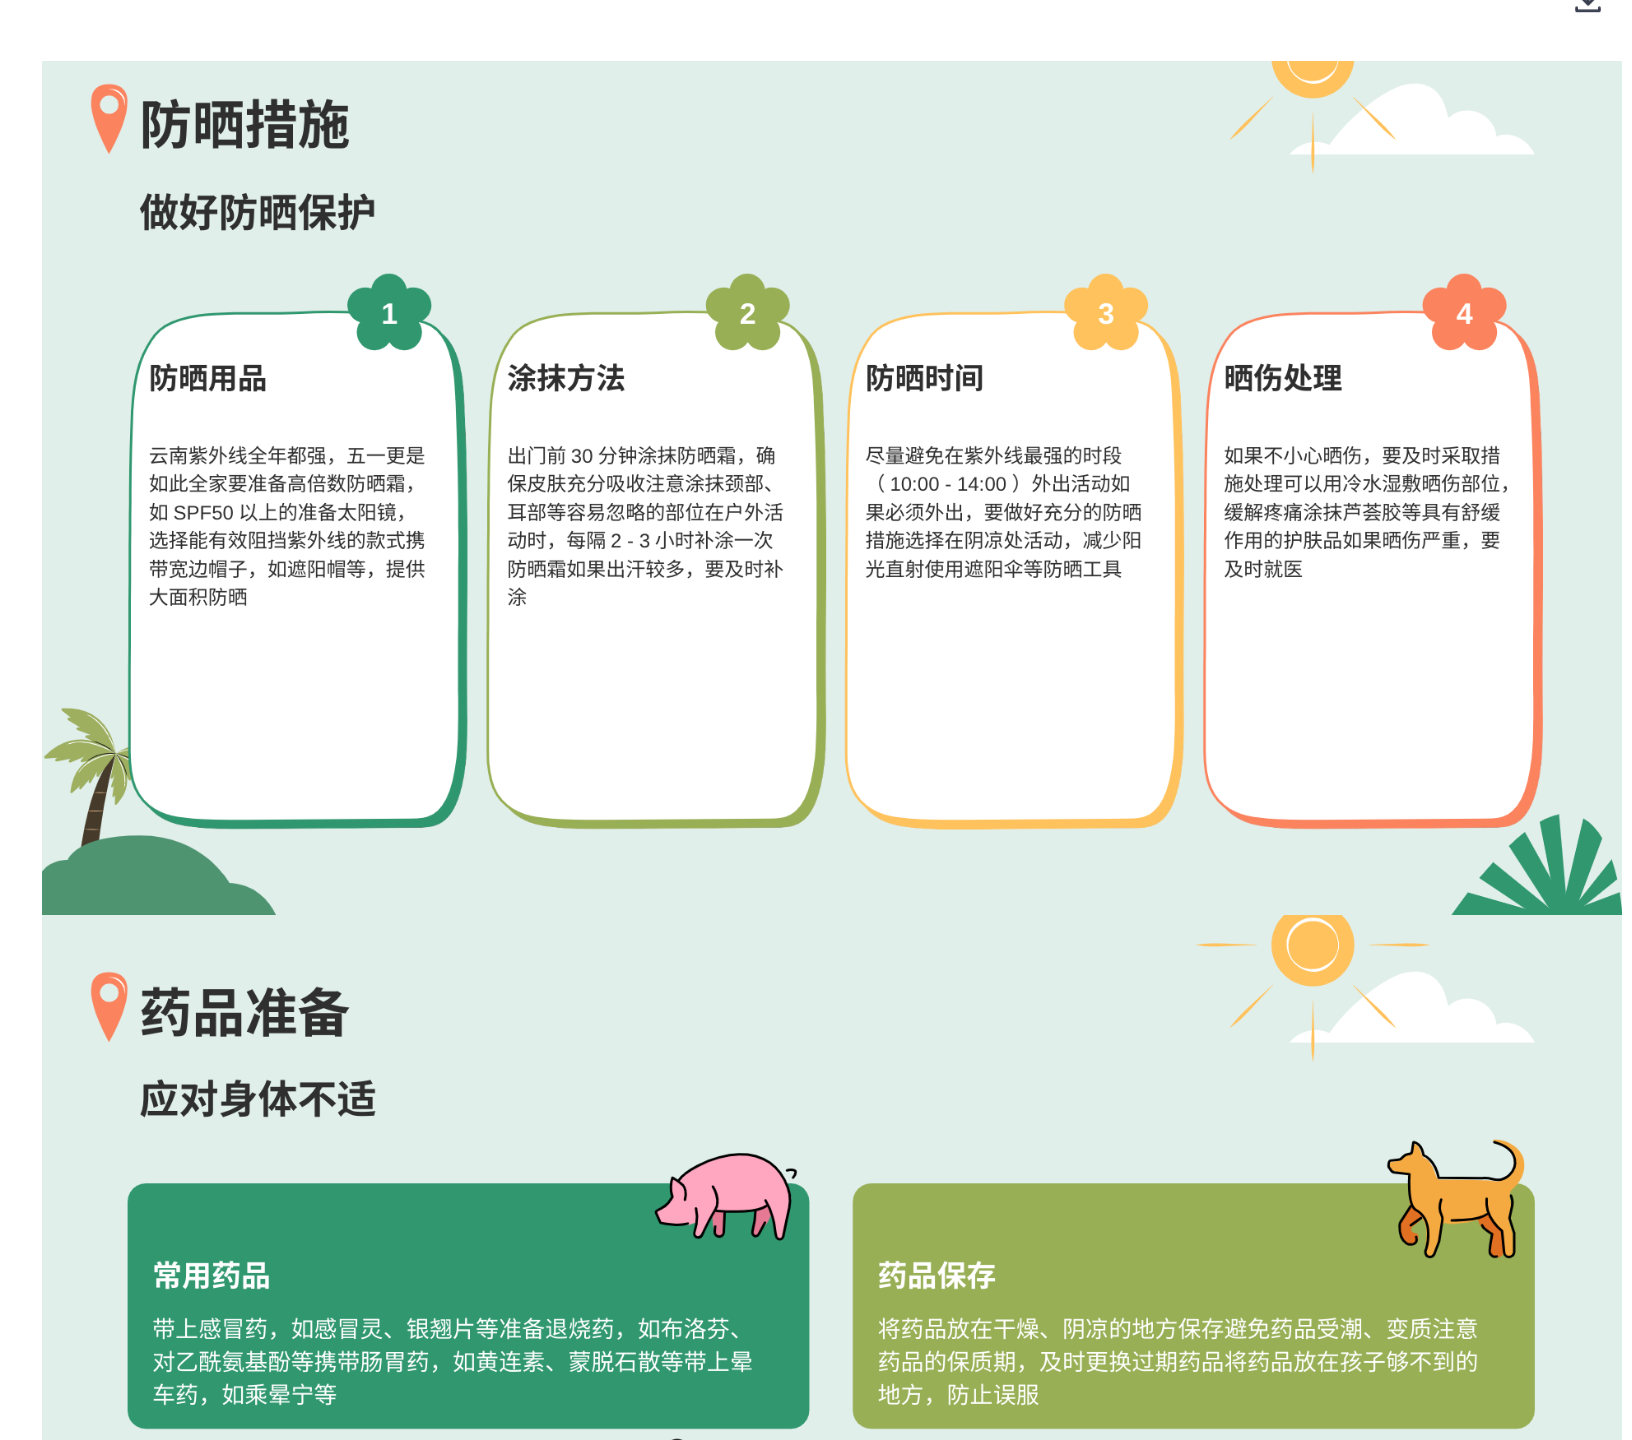 防晒措施
做好防晒保护
1
防晒用品
云南紫外线全年都强，五一更是
如此全家要准备高倍数防晒霜，
如 SPF50 以上的准备太阳镜，
选择能有效阻挡紫外线的款式携
带宽边帽子，如遮阳帽等，提供
大面积防晒
2
涂抹方法
出门前 30 分钟涂抹防晒霜，确
保皮肤充分吸收注意涂抹颈部、
耳部等容易忽略的部位在户外活
动时，每隔 2 - 3 小时补涂一次
防晒霜如果出汗较多，要及时补
涂
3
防晒时间
尽量避免在紫外线最强的时段
（ 10:00 - 14:00 ）外出活动如
果必须外出，要做好充分的防晒
措施选择在阴凉处活动，减少阳
光直射使用遮阳伞等防晒工具
4
晒伤处理
如果不小心晒伤，要及时采取措
施处理可以用冷水湿敷晒伤部位，
缓解疼痛涂抹芦荟胶等具有舒缓
作用的护肤品如果晒伤严重，要
及时就医
药品准备
应对身体不适
常用药品
带上感冒药，如感冒灵、银翘片等准备退烧药，如布洛芬、
对乙酰氨基酚等携带肠胃药，如黄连素、蒙脱石散等带上晕
车药，如乘晕宁等
药品保存
将药品放在干燥、阴凉的地方保存避免药品受潮、变质注意
药品的保质期，及时更换过期药品将药品放在孩子够不到的
地方，防止误服